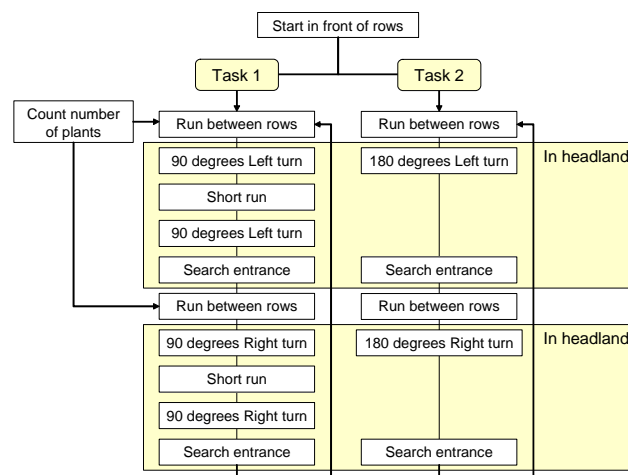 Start in front of rows
Task 1
Task 2
Count number
of plants
Run between rows
Run between rows
In headland
90 degrees Left turn
180 degrees Left turn
Short run
90 degrees Left turn
Search entrance
Search entrance
Run between rows
Run between rows
In headland
90 degrees Right turn
180 degrees Right turn
Short run
90 degrees Right turn
Search entrance
Search entrance